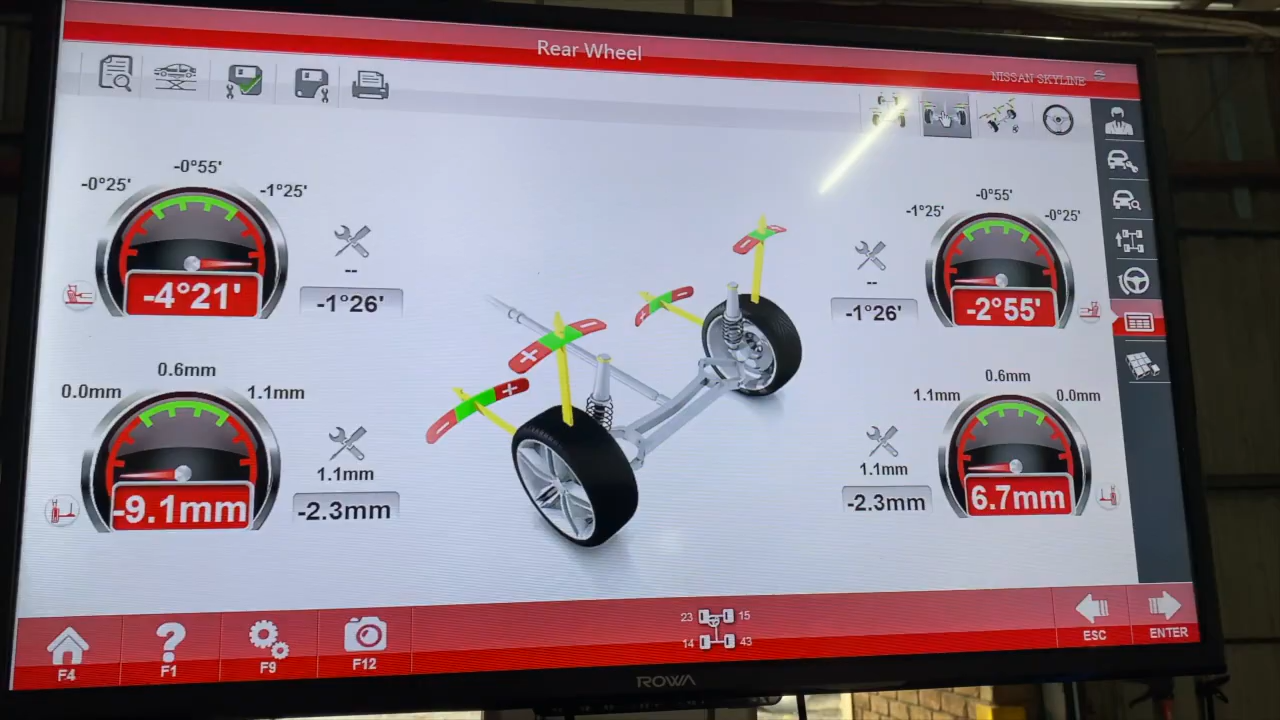 Rear Wheel
NISSAN SKYLINE
-0°25'
-0°55'
-1°25'
-4°21'
--
-1°26'
-1°25'
-0°55'
-0°25'
--
-1°26'
-2°55'
0.0mm
0.6mm
1.1mm
-9.1mm
1.1mm
-2.3mm
1.1mm
0.6mm
0.0mm
1.1mm
-2.3mm
6.7mm
- + - +
- + + -
23 15
14 43
F4
F1
F9
F12
ESC
ENTER
ROWA